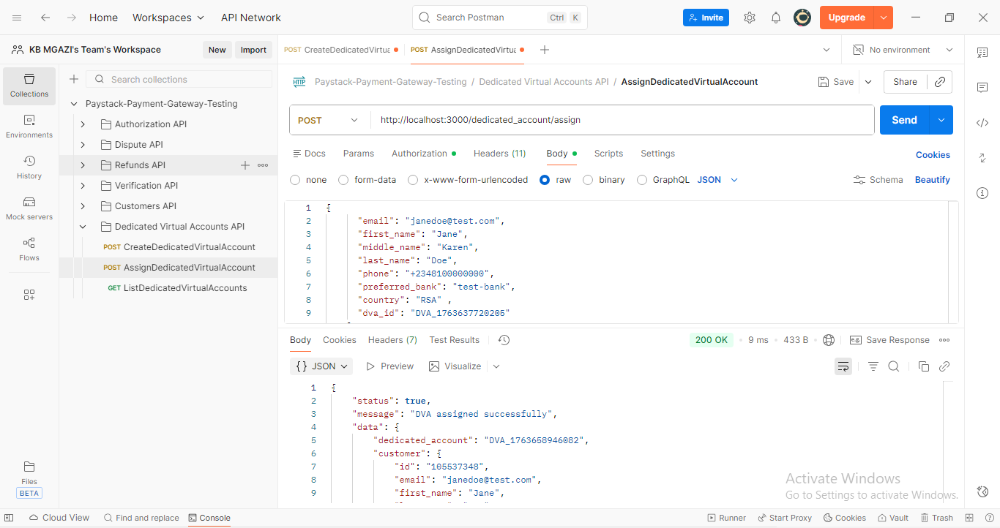 Home Workspaces API Network Search Postman Ctrl K Invite Upgrade
KB MGAZI's Team's Workspace New Import POST CreateDedicatedVirtua POST AssignDedicatedVirtua No environment
Collections
Search collections
Paystack-Payment-Gateway-Testing / Dedicated Virtual Accounts API / AssignDedicatedVirtualAccount Save Share
Paystack-Payment-Gateway-Testing
Authorization API
Environments
Dispute API
History
Refunds API
Verification API
Mock servers
Customers API
Dedicated Virtual Accounts API
Flows
POST CreateDedicatedVirtualAccount
POST AssignDedicatedVirtualAccount
GET ListDedicatedVirtualAccounts
Files
BETA
POST http://localhost:3000/dedicated_account/assign Send
Docs Params Authorization Headers (11) Body Scripts Settings Cookies
none form-data x-www-form-urlencoded raw binary GraphQL JSON Schema Beautify
1 {
2 "email": "janedoe@test.com",
3 "first_name": "Jane",
4 "middle_name": "Karen",
5 "last_name": "Doe",
6 "phone": "+2348100000000",
7 "preferred_bank": "test-bank",
8 "country": "RSA" ,
9 "dva_id": "DVA_1763637720205"
Body Cookies Headers (7) Test Results 200 OK 9 ms 433 B e.g. Save Response
{} JSON Preview Visualize
1 {
2 "status": true,
3 "message": "DVA assigned successfully",
4 "data": {
5 "dedicated_account": "DVA_1763658946082",
6 "customer": {
7 "id": "105537348",
8 "email": "janedoe@test.com",
9 "first_name": "Jane",
Activate Windows
Go to Settings to activate Windows.
Cloud View Find and replace Console Runner Start Proxy Cookies Vault Trash